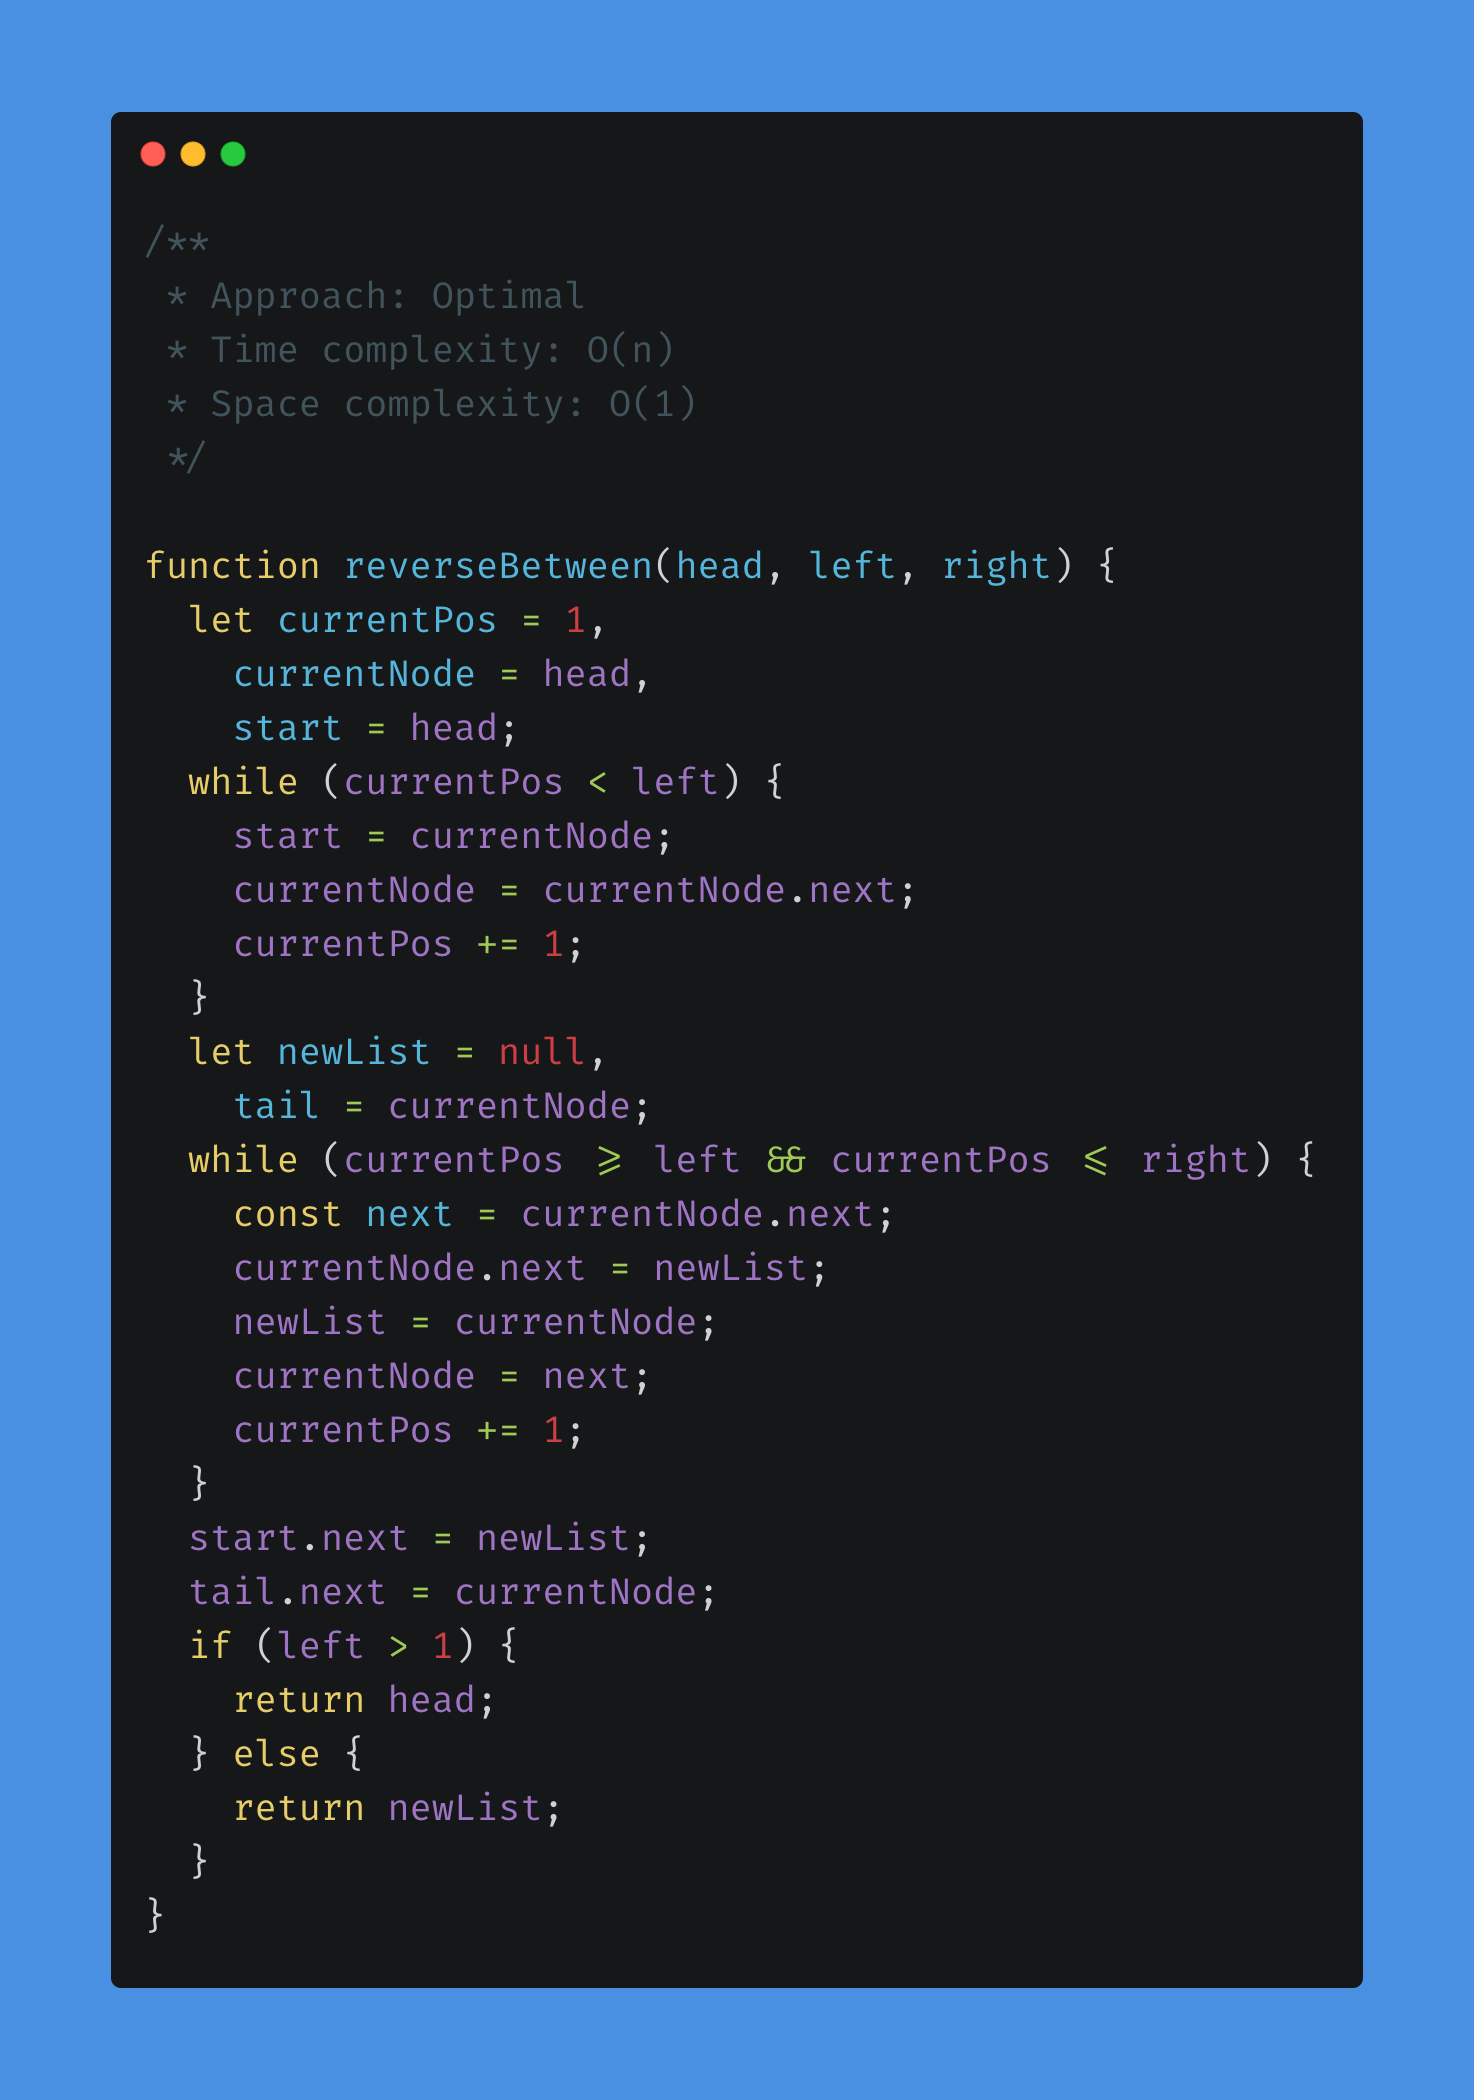 /**
 * Approach: Optimal
 * Time complexity: O(n)
 * Space complexity: O(1)
 */

function reverseBetween(head, left, right) {
  let currentPos = 1,
    currentNode = head,
    start = head;
  while (currentPos < left) {
    start = currentNode;
    currentNode = currentNode.next;
    currentPos += 1;
  }
  let newList = null,
    tail = currentNode;
  while (currentPos >= left && currentPos <= right) {
    const next = currentNode.next;
    currentNode.next = newList;
    newList = currentNode;
    currentNode = next;
    currentPos += 1;
  }
  start.next = newList;
  tail.next = currentNode;
  if (left > 1) {
    return head;
  } else {
    return newList;
  }
}